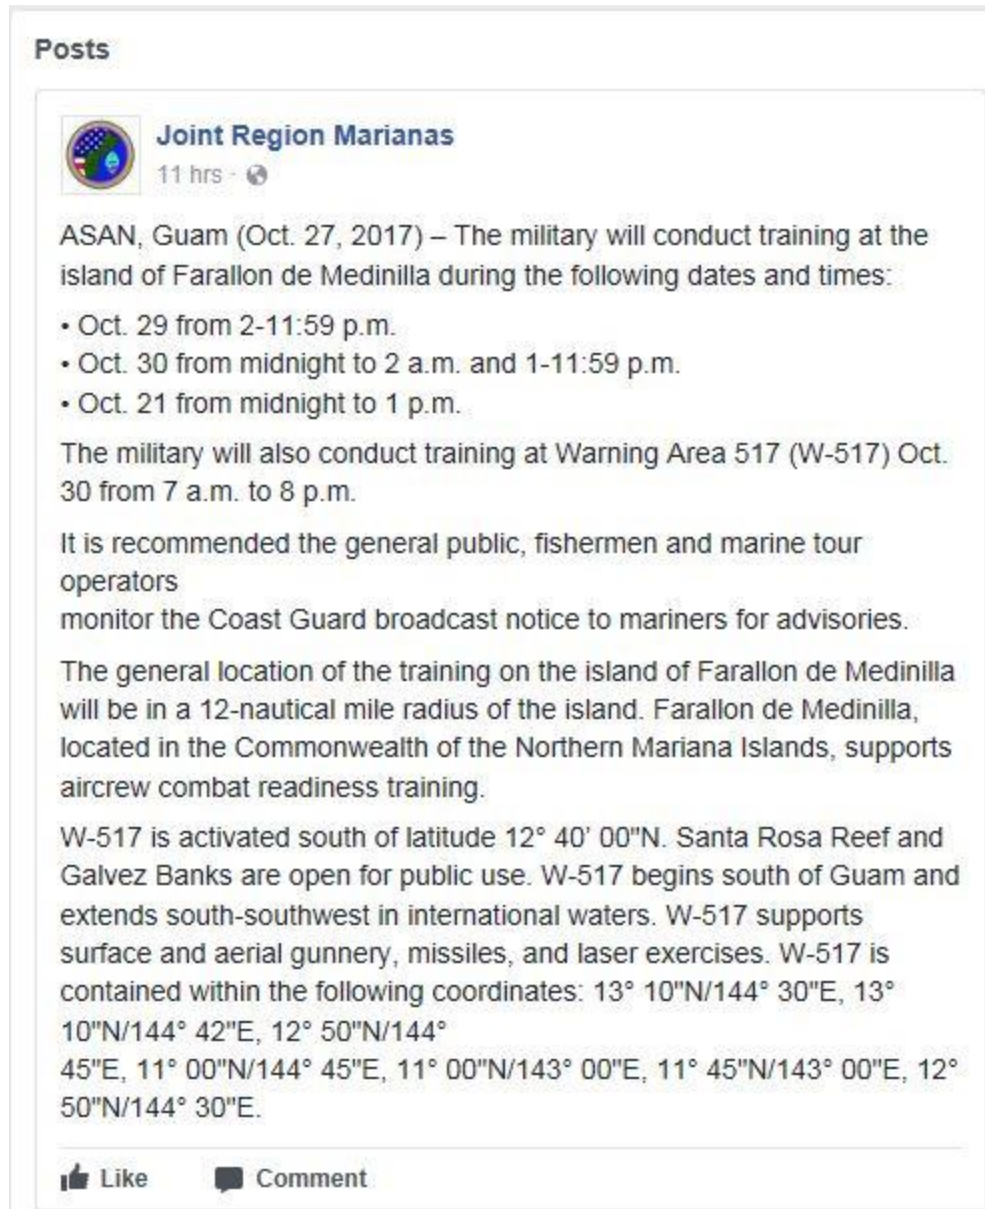 Posts
Joint Region Marianas
11 hrs ·
ASAN, Guam (Oct. 27, 2017) – The military will conduct training at the
island of Farallon de Medinilla during the following dates and times:
• Oct. 29 from 2-11:59 p.m.
• Oct. 30 from midnight to 2 a.m. and 1-11:59 p.m.
• Oct. 21 from midnight to 1 p.m.
The military will also conduct training at Warning Area 517 (W-517) Oct.
30 from 7 a.m. to 8 p.m.
It is recommended the general public, fishermen and marine tour
operators
monitor the Coast Guard broadcast notice to mariners for advisories.
The general location of the training on the island of Farallon de Medinilla
will be in a 12-nautical mile radius of the island. Farallon de Medinilla,
located in the Commonwealth of the Northern Mariana Islands, supports
aircrew combat readiness training.
W-517 is activated south of latitude 12° 40’ 00"N. Santa Rosa Reef and
Galvez Banks are open for public use. W-517 begins south of Guam and
extends south-southwest in international waters. W-517 supports
surface and aerial gunnery, missiles, and laser exercises. W-517 is
contained within the following coordinates: 13° 10"N/144° 30"E, 13°
10"N/144° 42"E, 12° 50"N/144°
45"E, 11° 00"N/144° 45"E, 11° 00"N/143° 00"E, 11° 45"N/143° 00"E, 12°
50"N/144° 30"E.
Like Comment